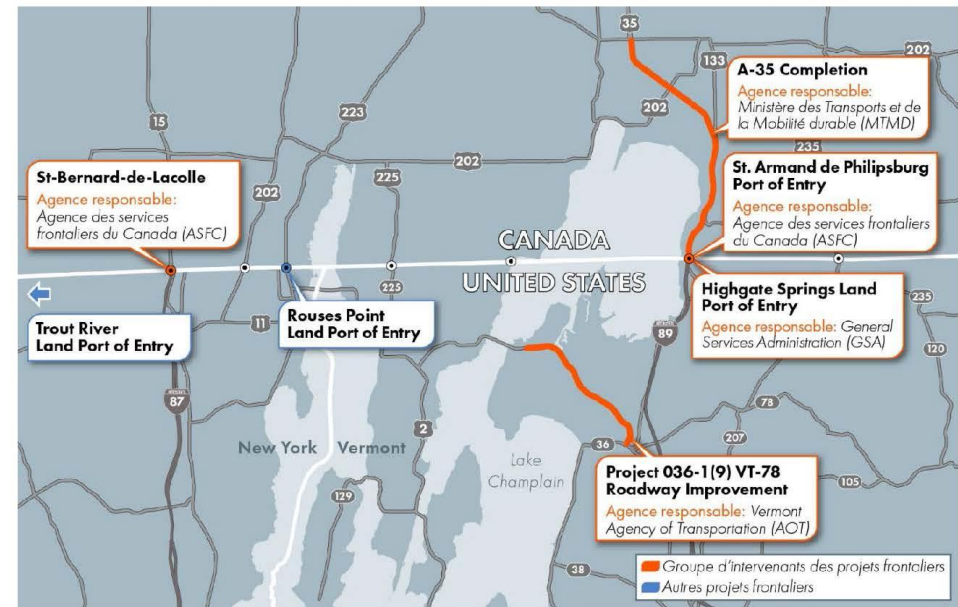 35
202
133
A-35 Completion
Agence responsable:
Ministère des Transports et de
la Mobilité durable (MTMD)
223
15
202
235
202
225
St-Bernard-de-Lacolle
Agence responsable:
Agence des services
frontaliers du Canada (ASFC)
202
St. Armand de Philipsburg
Port of Entry
Agence responsable:
Agence des services frontaliers
du Canada (ASFC)
CANADA
UNITED STATES
225
Trout River
Land Port of Entry
11
Rouses Point
Land Port of Entry
Highgate Springs Land
Port of Entry
Agence responsable: General
Services Administration (GSA)
235
89
120
87
2
78
207
36
105
New York
Vermont
Lake
Champlain
129
Project 036-1(9) VT-78
Roadway Improvement
Agence responsable: Vermont
Agency of Transportation (AOT)
38
Groupe d'intervenants des projets frontaliers
Autres projets frontaliers